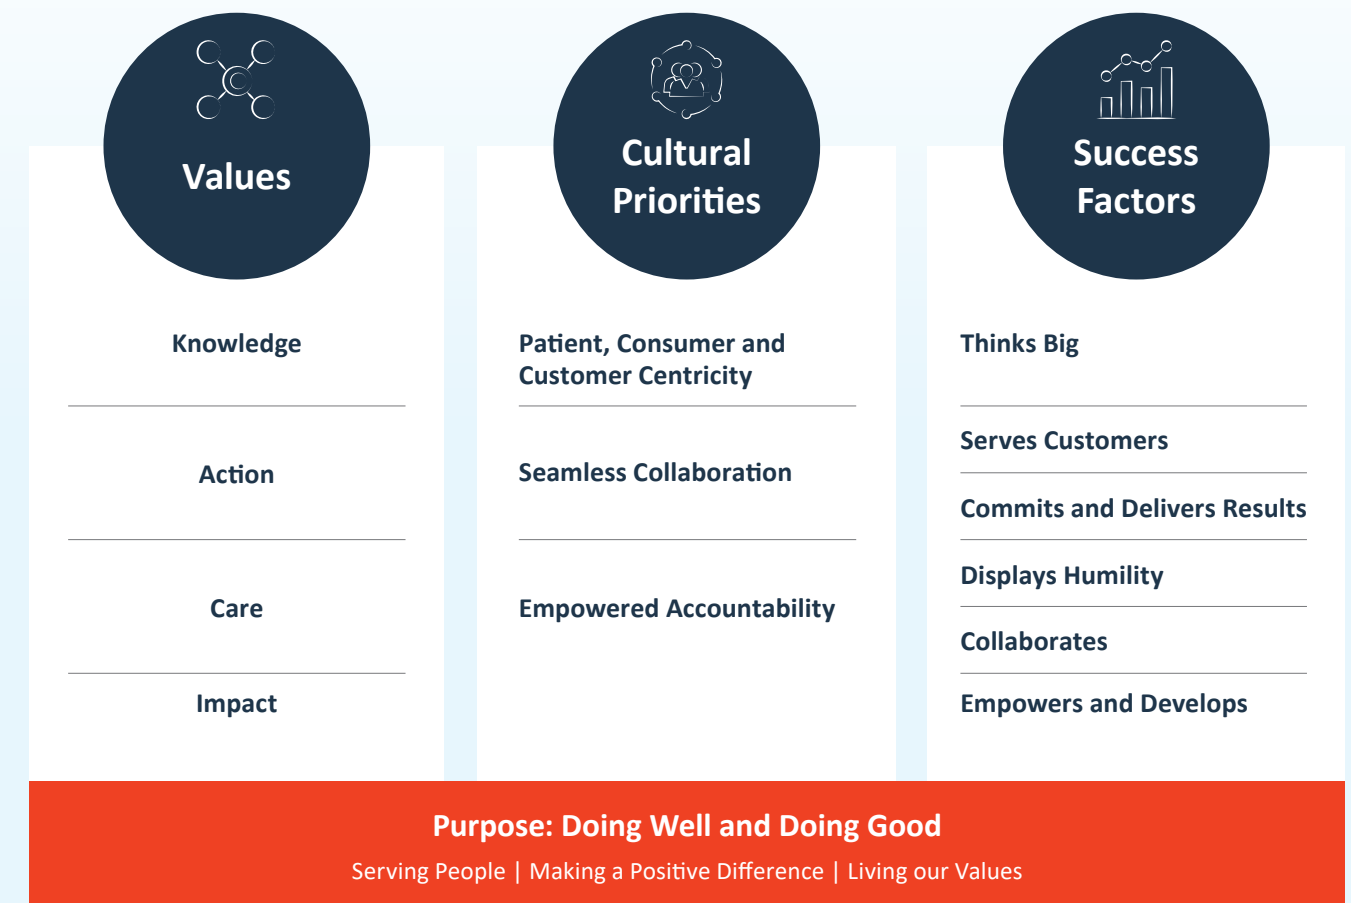 Values
Knowledge
Action
Care
Impact
Cultural
Priorities
Patient, Consumer and
Customer Centricity
Seamless Collaboration
Empowered Accountability
Success
Factors
Thinks Big
Serves Customers
Commits and Delivers Results
Displays Humility
Collaborates
Empowers and Develops
Purpose: Doing Well and Doing Good
Serving People | Making a Positive Difference | Living our Values